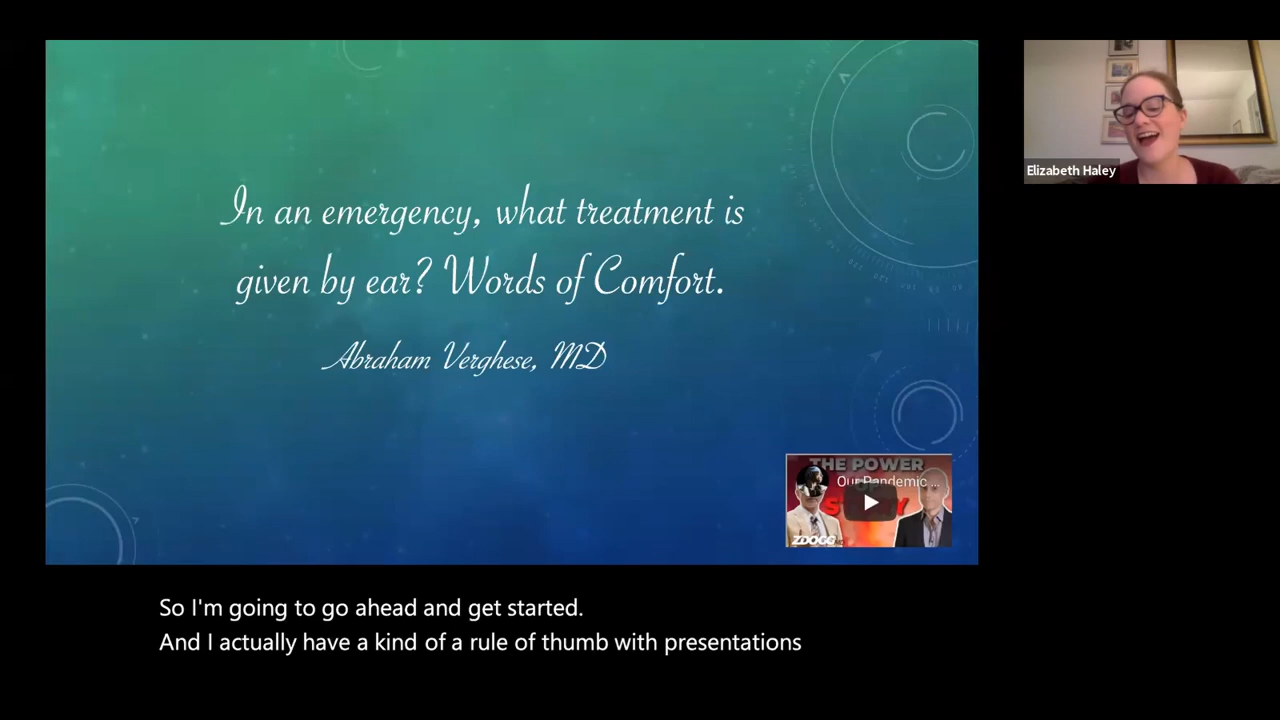 In an emergency, what treatment is
given by ear? Words of Comfort.
Abraham Verghese, MD
Elizabeth Haley
THE POWER
Our Pandemic ...
ZDOGG
So I'm going to go ahead and get started.
And I actually have a kind of a rule of thumb with presentations